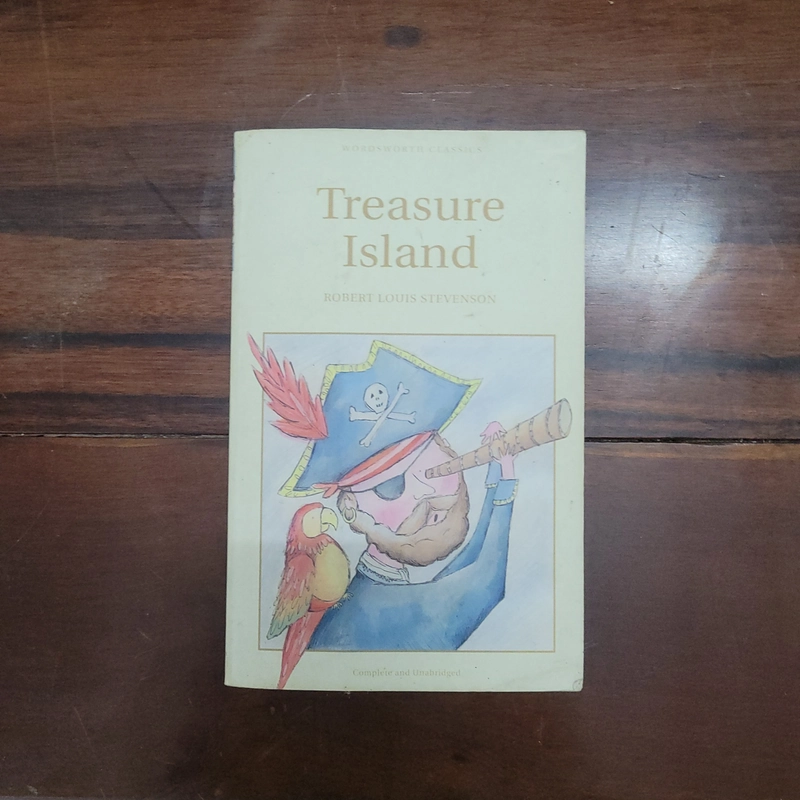 WORDSWORTH CLASSICS
Treasure
Island
ROBERT LOUIS STEVENSON
Complete and Unabridged